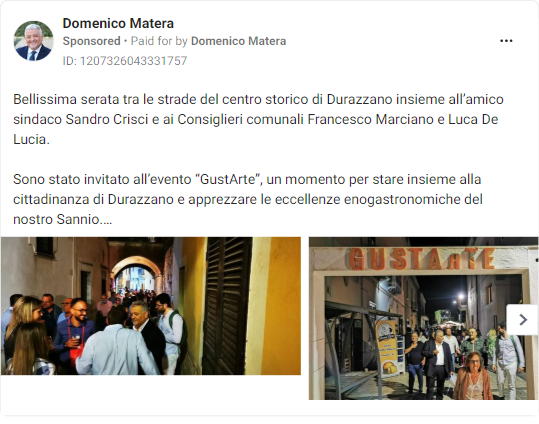 Domenico Matera
Sponsored • Paid for by Domenico Matera
ID: 1207326043331757
Bellissima serata tra le strade del centro storico di Durazzano insieme all'amico
sindaco Sandro Crisci e ai Consiglieri comunali Francesco Marciano e Luca De
Lucia.
Sono stato invitato all'evento “GustArte”, un momento per stare insieme alla
cittadinanza di Durazzano e apprezzare le eccellenze enogastronomiche del
nostro Sannio....
GUSTARTE